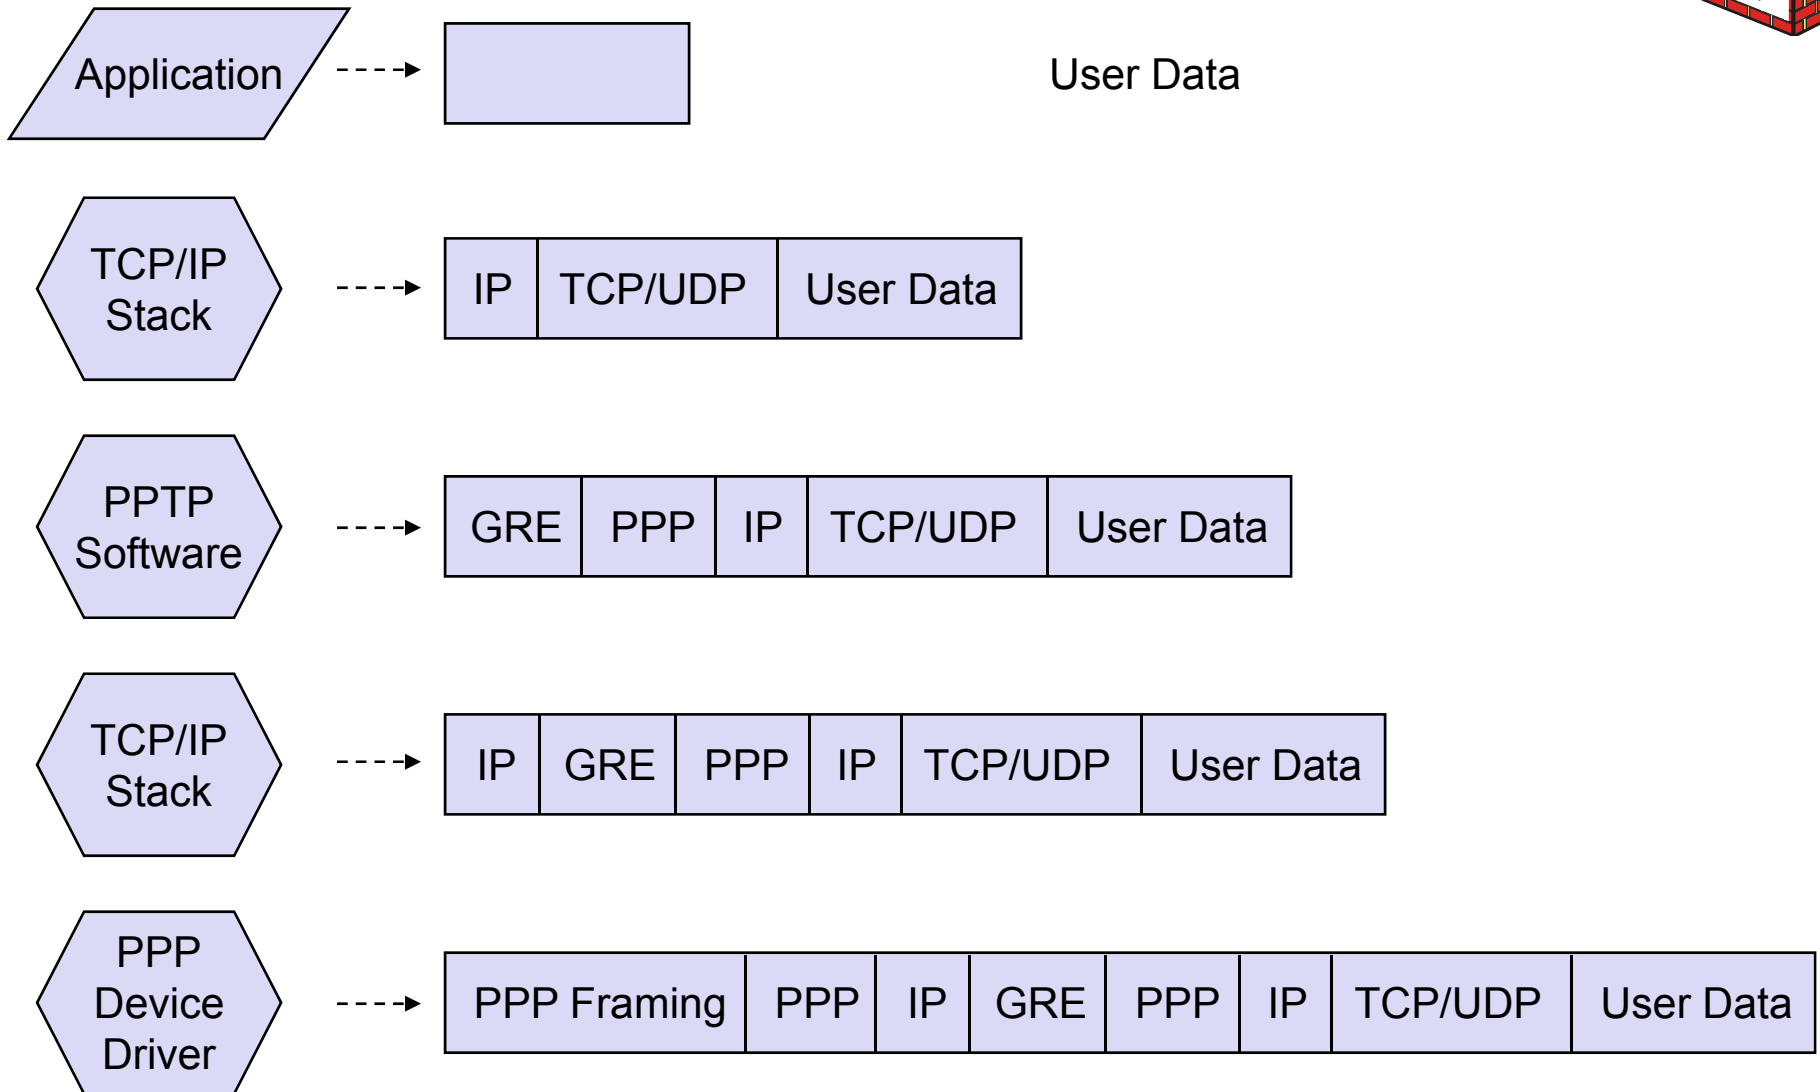 Application
User Data
TCP/IP
Stack
IP TCP/UDP User Data
PPTP
Software
GRE PPP IP TCP/UDP User Data
TCP/IP
Stack
IP GRE PPP IP TCP/UDP User Data
PPP
Device
Driver
PPP Framing PPP IP GRE PPP IP TCP/UDP User Data